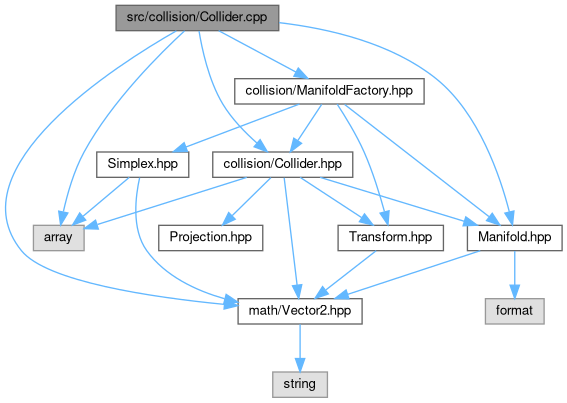 src/collision/Collider.cpp
collision/ManifoldFactory.hpp
Simplex.hpp
collision/Collider.hpp
array
Projection.hpp
Transform.hpp
Manifold.hpp
math/Vector2.hpp
format
string